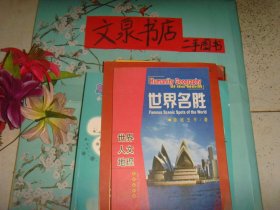 文泉书店
二手图书
Humanity Geography
世界名胜
Famous Scenic Spots of the World
世界
人文
地理